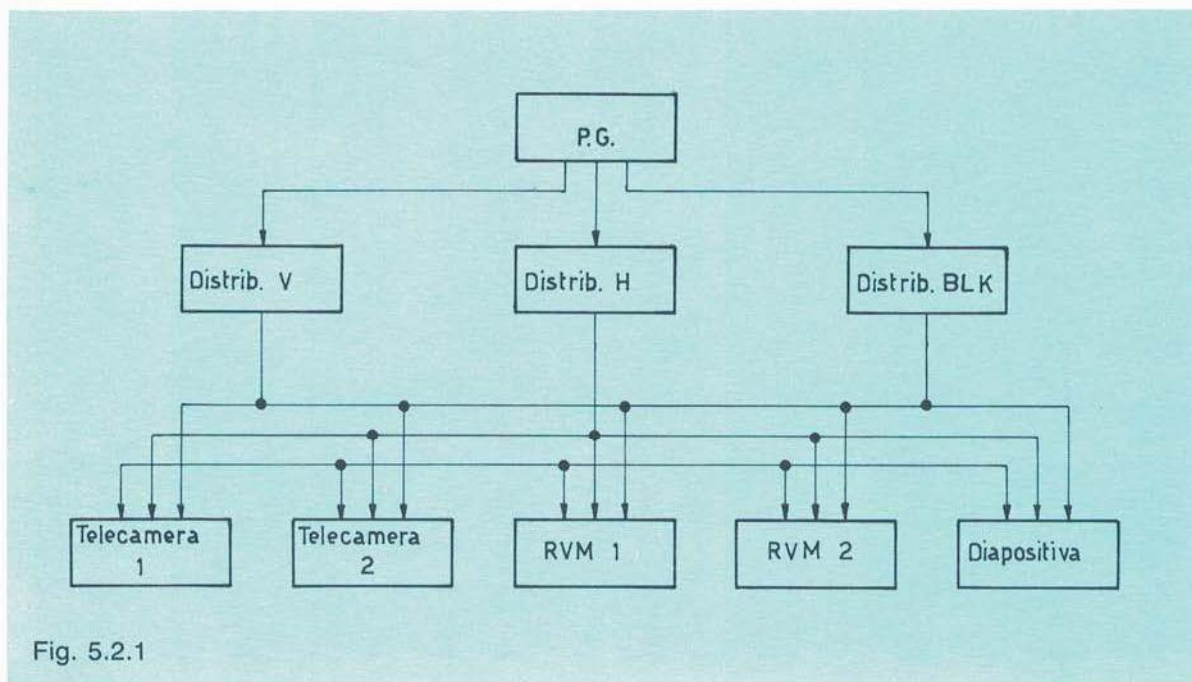 P.G.
Distrib. V
Distrib. H
Distrib. BLK
Telecamera
1
Telecamera
2
RVM 1
RVM 2
Diapositiva
Fig. 5.2.1